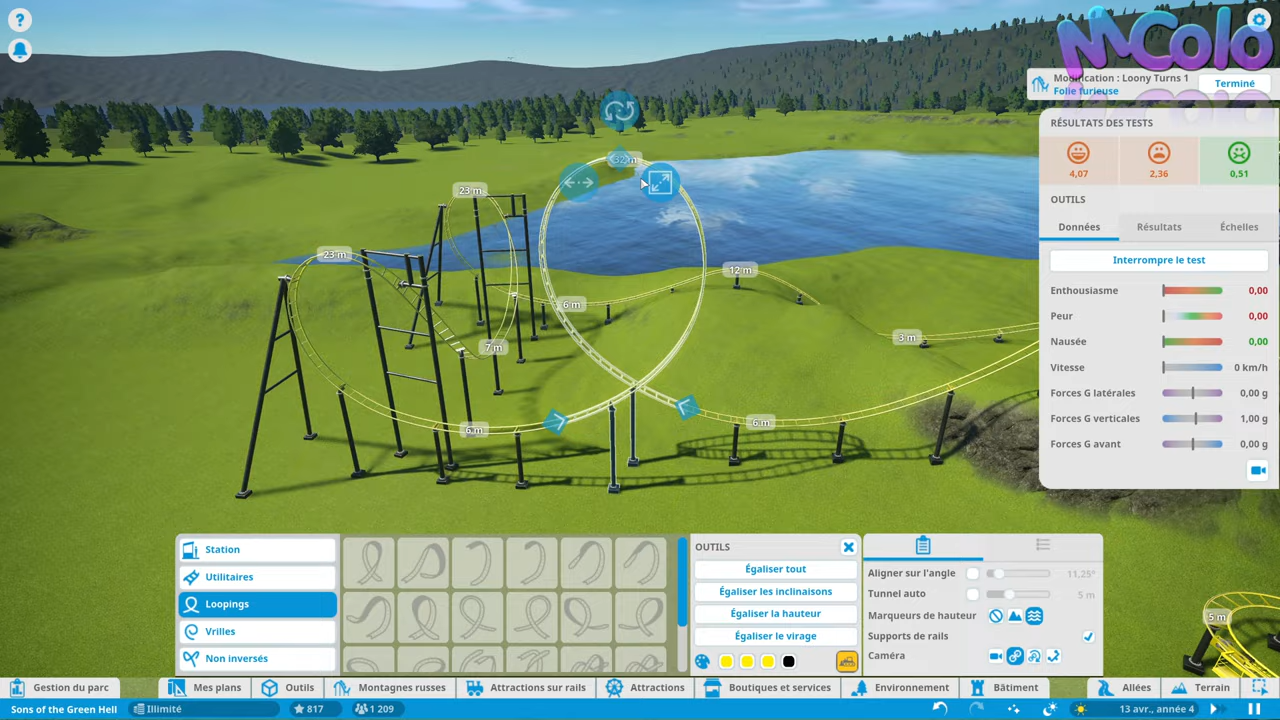 ?
MColo
Modification : Loony Turns 1
Folie furieuse
Terminé
RÉSULTATS DES TESTS
4,07
2,36
0,51
OUTILS
Données
Résultats
Échelles
Interrompre le test
Enthousiasme 0,00
Peur 0,00
Nausée 0,00
Vitesse 0 km/h
Forces G latérales 0,00 g
Forces G verticales 1,00 g
Forces G avant 0,00 g
23 m
23 m
12 m
6 m
3 m
7 m
6 m
6 m
5 m
Station
Utilitaires
Loopings
Vrilles
Non inversés
OUTILS
Égaliser tout
Égaliser les inclinaisons
Égaliser la hauteur
Égaliser le virage
Aligner sur l'angle 11,25°
Tunnel auto 5 m
Marqueurs de hauteur
Supports de rails
Caméra
Gestion du parc
Mes plans
Outils
Montagnes russes
Attractions sur rails
Attractions
Boutiques et services
Environnement
Bâtiment
Allées
Terrain
Sons of the Green Hell
Illimité
817
1 209
13 avr., année 4